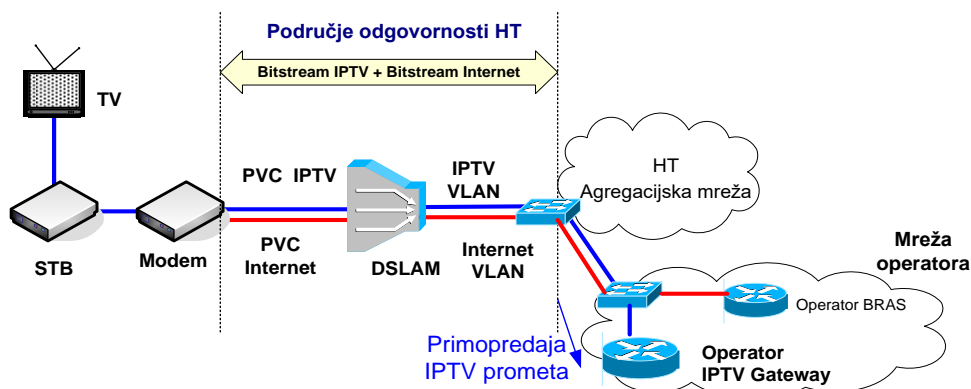 Područje odgovornosti HT
Bitstream IPTV + Bitstream Internet
TV
HT
Agregacijska mreža
PVC IPTV
IPTV
VLAN
STB
Modem
PVC
Internet
DSLAM
Internet
VLAN
Mreža
operatora
Operator BRAS
Primopredaja
IPTV prometa
Operator
IPTV Gateway